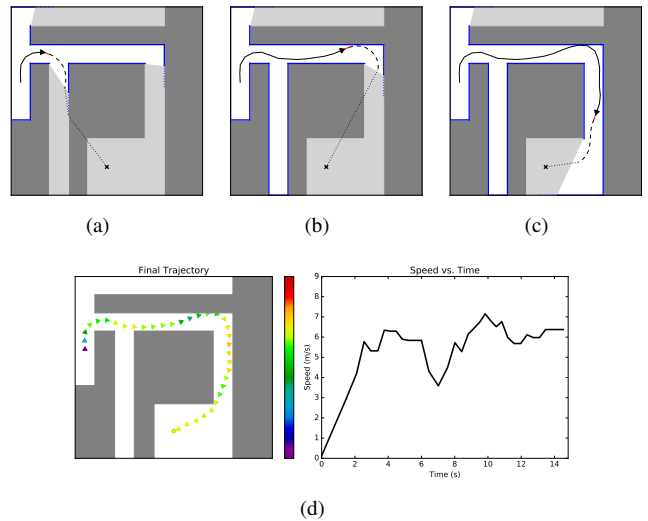 (a)
(b)
(c)
Final Trajectory
Speed vs. Time
9
8
7
6
5
4
3
2
1
0
Speed (m/s)
0 2 4 6 8 10 12 14
Time (s)
(d)